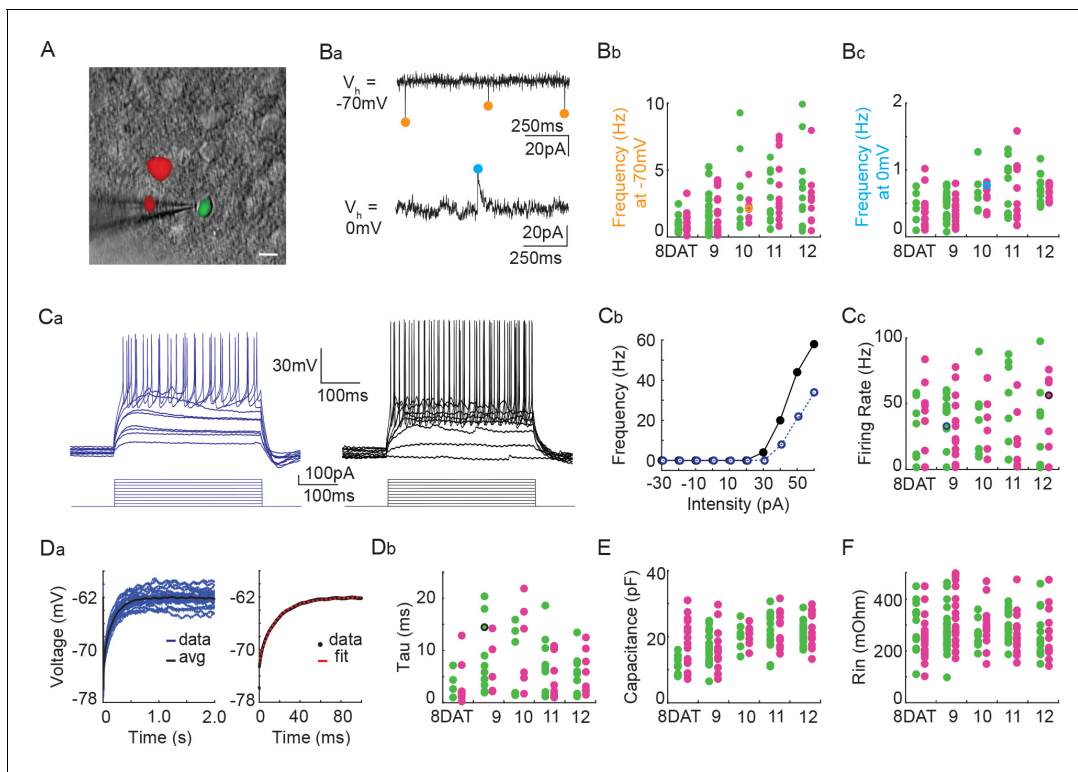 A
Ba
V_h =
-70mV
250ms
20pA
V_h =
0mV
20pA
250ms
Bb
Frequency (Hz)
at -70mV
10
5
0
8DAT 9 10 11 12
Bc
Frequency (Hz)
at 0mV
2
1
0
8DAT 9 10 11 12
Ca
30mV
100ms
100pA
100ms
Cb
Frequency (Hz)
60
40
20
0
-30 -10 10 30 50
Intensity (pA)
Cc
Firing Rate (Hz)
100
50
0
8DAT 9 10 11 12
Da
Voltage (mV)
-62
-70
-78
data
avg
0 1.0 2.0
Time (s)
-62
-70
-78
data
fit
0 40 80
Time (ms)
Db
Tau (ms)
20
10
0
8DAT 9 10 11 12
E
Capacitance (pF)
40
20
0
8DAT 9 10 11 12
F
Rin (mOhm)
400
200
0
8DAT 9 10 11 12